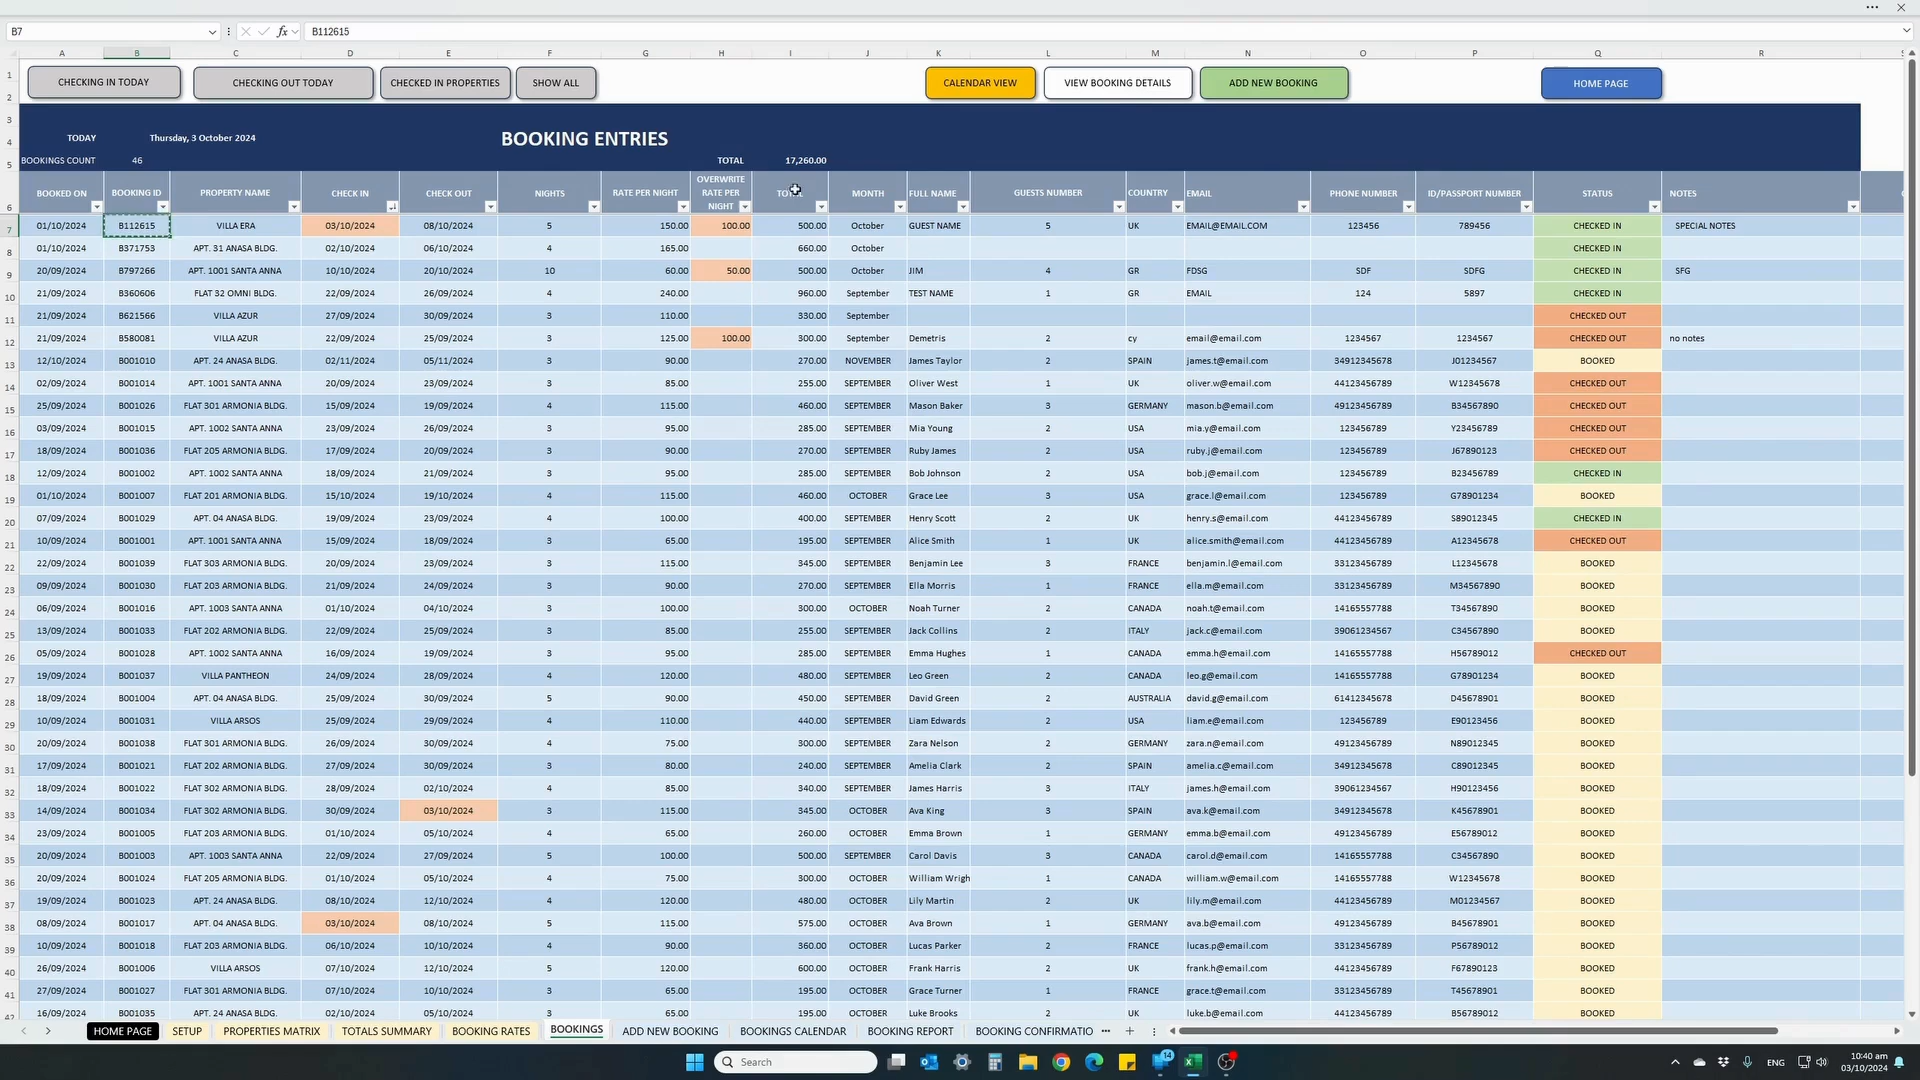 B7 fx B112615
A B C D E F G H I J K L M N O P Q R
1 CHECKING IN TODAY CHECKING OUT TODAY CHECKED IN PROPERTIES SHOW ALL CALENDAR VIEW VIEW BOOKING DETAILS ADD NEW BOOKING HOME PAGE
2
3
4 TODAY Thursday, 3 October 2024 BOOKING ENTRIES
5 BOOKINGS COUNT 46 TOTAL 17,260.00
6 BOOKED ON BOOKING ID PROPERTY NAME CHECK IN CHECK OUT NIGHTS RATE PER NIGHT OVERWRITE RATE PER NIGHT MONTH FULL NAME GUESTS NUMBER COUNTRY EMAIL PHONE NUMBER ID/PASSPORT NUMBER STATUS NOTES
7 01/10/2024 B112615 VILLA ERA 03/10/2024 08/10/2024 5 150.00 100.00 500.00 October GUEST NAME 5 UK EMAIL@EMAIL.COM 123456 789456 CHECKED IN SPECIAL NOTES
8 01/10/2024 B371753 APT. 31 ANASA BLDG. 02/10/2024 06/10/2024 4 165.00 660.00 October CHECKED IN
9 20/09/2024 B797266 APT. 1001 SANTA ANNA 10/10/2024 20/10/2024 10 60.00 50.00 500.00 October JIM 4 GR FDSG SDF SDFG CHECKED IN SFG
10 21/09/2024 B360606 FLAT 32 OMNI BLDG. 22/09/2024 26/09/2024 4 240.00 960.00 September TEST NAME 1 GR EMAIL 124 5897 CHECKED IN
11 21/09/2024 B621566 VILLA AZUR 27/09/2024 30/09/2024 3 110.00 330.00 September CHECKED OUT
12 21/09/2024 B580081 VILLA AZUR 22/09/2024 25/09/2024 3 125.00 100.00 300.00 September Demetris 2 cy email@email.com 1234567 1234567 CHECKED OUT no notes
13 12/10/2024 B001010 APT. 24 ANASA BLDG. 02/11/2024 05/11/2024 3 90.00 270.00 NOVEMBER James Taylor 2 SPAIN james.t@email.com 34912345678 J01234567 BOOKED
14 02/09/2024 B001014 APT. 1001 SANTA ANNA 20/09/2024 23/09/2024 3 85.00 255.00 SEPTEMBER Oliver West 1 UK oliver.w@email.com 44123456789 W12345678 CHECKED OUT
15 25/09/2024 B001026 FLAT 301 ARMONIA BLDG. 15/09/2024 19/09/2024 4 115.00 460.00 SEPTEMBER Mason Baker 3 GERMANY mason.b@email.com 49123456789 B34567890 CHECKED OUT
16 03/09/2024 B001015 APT. 1002 SANTA ANNA 23/09/2024 26/09/2024 3 95.00 285.00 SEPTEMBER Mia Young 2 USA mia.y@email.com 123456789 Y23456789 CHECKED OUT
17 18/09/2024 B001036 FLAT 205 ARMONIA BLDG. 17/09/2024 20/09/2024 3 90.00 270.00 SEPTEMBER Ruby James 2 USA ruby.j@email.com 123456789 J67890123 CHECKED OUT
18 12/09/2024 B001002 APT. 1002 SANTA ANNA 18/09/2024 21/09/2024 3 95.00 285.00 SEPTEMBER Bob Johnson 2 USA bob.j@email.com 123456789 B23456789 CHECKED IN
19 01/10/2024 B001007 FLAT 201 ARMONIA BLDG. 15/10/2024 19/10/2024 4 115.00 460.00 OCTOBER Grace Lee 3 USA grace.l@email.com 123456789 G78901234 BOOKED
20 07/09/2024 B001029 APT. 04 ANASA BLDG. 19/09/2024 23/09/2024 4 100.00 400.00 SEPTEMBER Henry Scott 2 UK henry.s@email.com 44123456789 S89012345 CHECKED IN
21 10/09/2024 B001001 APT. 1001 SANTA ANNA 15/09/2024 18/09/2024 3 65.00 195.00 SEPTEMBER Alice Smith 1 UK alice.smith@email.com 44123456789 A12345678 CHECKED OUT
22 22/09/2024 B001039 FLAT 303 ARMONIA BLDG. 20/09/2024 23/09/2024 3 115.00 345.00 SEPTEMBER Benjamin Lee 3 FRANCE benjamin.l@email.com 33123456789 L12345678 BOOKED
23 09/09/2024 B001030 FLAT 203 ARMONIA BLDG. 21/09/2024 24/09/2024 3 90.00 270.00 SEPTEMBER Ella Morris 1 FRANCE ella.m@email.com 33123456789 M34567890 BOOKED
24 06/09/2024 B001016 APT. 1003 SANTA ANNA 01/10/2024 04/10/2024 3 100.00 300.00 OCTOBER Noah Turner 2 CANADA noah.t@email.com 14165557788 T34567890 BOOKED
25 13/09/2024 B001033 FLAT 202 ARMONIA BLDG. 22/09/2024 25/09/2024 3 85.00 255.00 SEPTEMBER Jack Collins 2 ITALY jack.c@email.com 39061234567 C34567890 BOOKED
26 05/09/2024 B001028 APT. 1002 SANTA ANNA 16/09/2024 19/09/2024 3 95.00 285.00 SEPTEMBER Emma Hughes 1 CANADA emma.h@email.com 14165557788 H56789012 CHECKED OUT
27 19/09/2024 B001037 VILLA PANTHEON 24/09/2024 28/09/2024 4 120.00 480.00 SEPTEMBER Leo Green 2 CANADA leo.g@email.com 14165557788 G78901234 BOOKED
28 18/09/2024 B001004 APT. 04 ANASA BLDG. 25/09/2024 30/09/2024 5 90.00 450.00 SEPTEMBER David Green 2 AUSTRALIA david.g@email.com 61412345678 D45678901 BOOKED
29 10/09/2024 B001031 VILLA ARSOS 25/09/2024 29/09/2024 4 110.00 440.00 SEPTEMBER Liam Edwards 2 USA liam.e@email.com 123456789 E90123456 BOOKED
30 20/09/2024 B001038 FLAT 301 ARMONIA BLDG. 26/09/2024 30/09/2024 4 75.00 300.00 SEPTEMBER Zara Nelson 2 GERMANY zara.n@email.com 49123456789 N89012345 BOOKED
31 17/09/2024 B001021 FLAT 202 ARMONIA BLDG. 27/09/2024 30/09/2024 3 80.00 240.00 SEPTEMBER Amelia Clark 2 SPAIN amelia.c@email.com 34912345678 C89012345 BOOKED
32 18/09/2024 B001022 FLAT 302 ARMONIA BLDG. 28/09/2024 02/10/2024 4 85.00 340.00 SEPTEMBER James Harris 3 ITALY james.h@email.com 39061234567 H90123456 BOOKED
33 14/09/2024 B001034 FLAT 302 ARMONIA BLDG. 30/09/2024 03/10/2024 3 115.00 345.00 OCTOBER Ava King 3 SPAIN ava.k@email.com 34912345678 K45678901 BOOKED
34 23/09/2024 B001005 FLAT 203 ARMONIA BLDG. 01/10/2024 05/10/2024 4 65.00 260.00 OCTOBER Emma Brown 1 GERMANY emma.b@email.com 49123456789 E56789012 BOOKED
35 20/09/2024 B001003 APT. 1003 SANTA ANNA 22/09/2024 27/09/2024 5 100.00 500.00 SEPTEMBER Carol Davis 3 CANADA carol.d@email.com 14165557788 C34567890 BOOKED
36 20/09/2024 B001024 FLAT 205 ARMONIA BLDG. 01/10/2024 05/10/2024 4 75.00 300.00 OCTOBER William Wrigh 1 CANADA william.w@email.com 14165557788 W12345678 BOOKED
37 19/09/2024 B001023 APT. 24 ANASA BLDG. 08/10/2024 12/10/2024 4 120.00 480.00 OCTOBER Lily Martin 2 UK lily.m@email.com 44123456789 M01234567 BOOKED
38 08/09/2024 B001017 APT. 04 ANASA BLDG. 03/10/2024 08/10/2024 5 115.00 575.00 OCTOBER Ava Brown 1 GERMANY ava.b@email.com 49123456789 B45678901 BOOKED
39 10/09/2024 B001018 FLAT 203 ARMONIA BLDG. 06/10/2024 10/10/2024 4 90.00 360.00 OCTOBER Lucas Parker 2 FRANCE lucas.p@email.com 33123456789 P56789012 BOOKED
40 26/09/2024 B001006 VILLA ARSOS 07/10/2024 12/10/2024 5 120.00 600.00 OCTOBER Frank Harris 2 UK frank.h@email.com 44123456789 F67890123 BOOKED
41 27/09/2024 B001027 FLAT 301 ARMONIA BLDG. 07/10/2024 10/10/2024 3 65.00 195.00 OCTOBER Grace Turner 1 FRANCE grace.t@email.com 33123456789 T45678901 BOOKED
16/09/2024 B001035 APT. 24 ANASA BLDG. 02/10/2024 05/10/2024 3 65.00 195.00 OCTOBER Luke Brooks 2 UK luke.b@email.com 44123456789 B56789012 BOOKED
HOME PAGE SETUP PROPERTIES MATRIX TOTALS SUMMARY BOOKING RATES BOOKINGS ADD NEW BOOKING BOOKINGS CALENDAR BOOKING REPORT BOOKING CONFIRMATIO
Search 14 ENG 10:40 am
03/10/2024